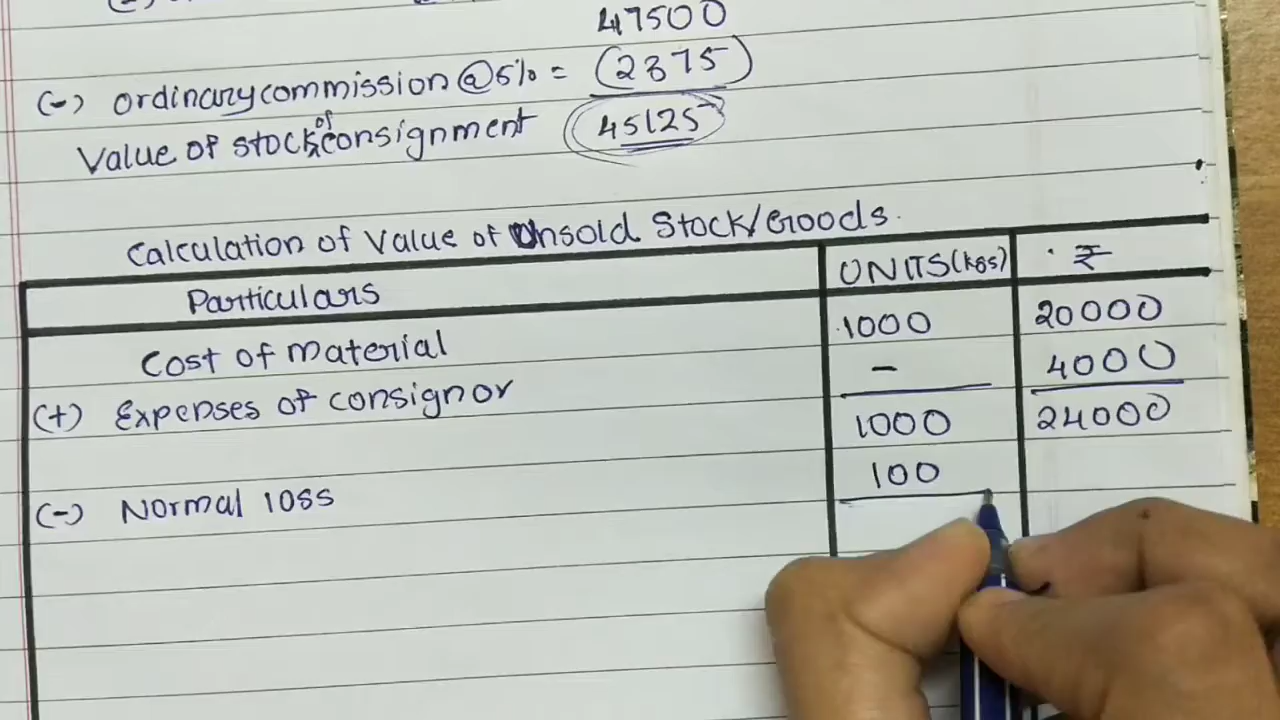 47500
(-) ordinary commission @5% = (2375)
Value of stock of consignment 45125
Calculation of Value of Unsold Stock/Goods.
Particulars UNITS(kgs) ₹
Cost of material 1000 20000
(+) Expenses of consignor - 4000
1000 24000
(-) Normal loss 100